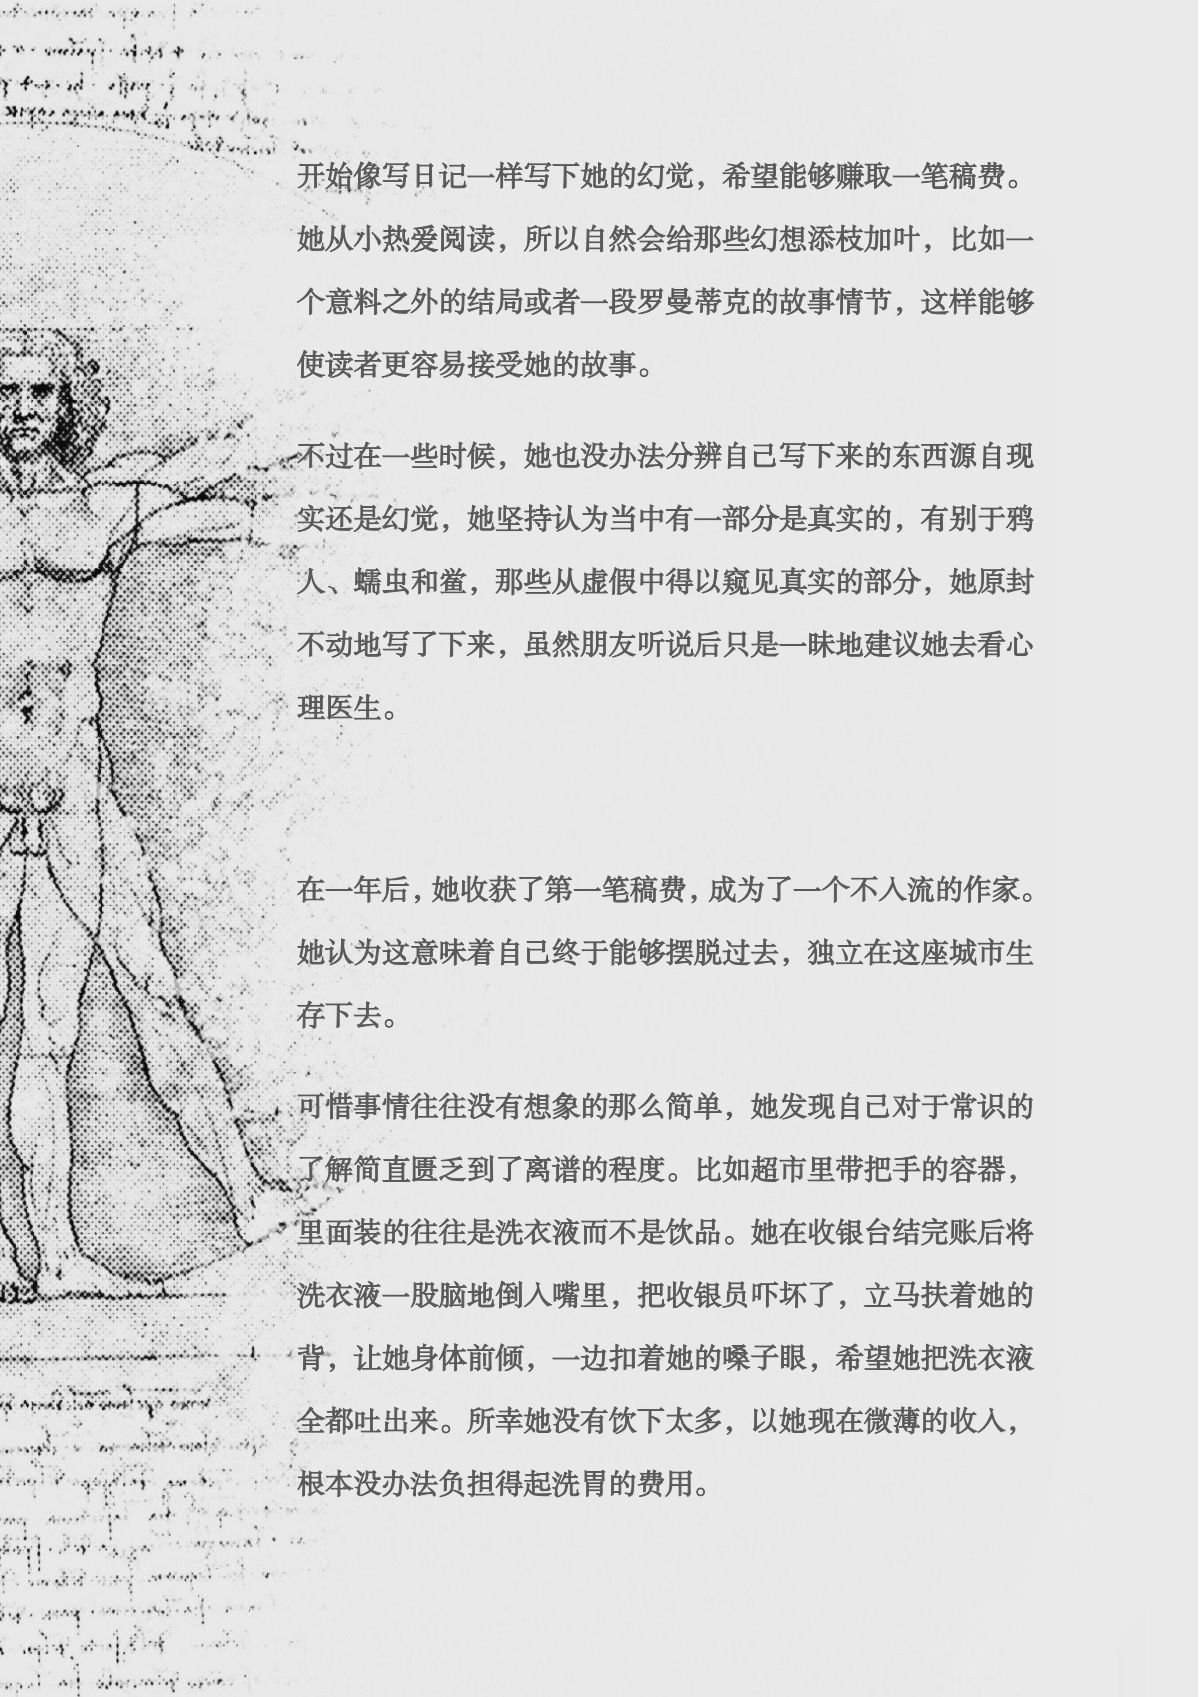 开始像写日记一样写下她的幻觉，希望能够赚取一笔稿费。
她从小热爱阅读，所以自然会给那些幻想添枝加叶，比如一
个意料之外的结局或者一段罗曼蒂克的故事情节，这样能够
使读者更容易接受她的故事。
不过在一些时候，她也没办法分辨自己写下来的东西源自现
实还是幻觉，她坚持认为当中有一部分是真实的，有别于鸦
人、蠕虫和鲎，那些从虚假中得以窥见真实的部分，她原封
不动地写了下来，虽然朋友听说后只是一昧地建议她去看心
理医生。
在一年后，她收获了第一笔稿费，成为了一个不入流的作家。
她认为这意味着自己终于能够摆脱过去，独立在这座城市生
存下去。
可惜事情往往没有想象的那么简单，她发现自己对于常识的
了解简直匮乏到了离谱的程度。比如超市里带把手的容器，
里面装的往往是洗衣液而不是饮品。她在收银台结完账后将
洗衣液一股脑地倒入嘴里，把收银员吓坏了，立马扶着她的
背，让她身体前倾，一边扣着她的嗓子眼，希望她把洗衣液
全都吐出来。所幸她没有饮下太多，以她现在微薄的收入，
根本没办法负担得起洗胃的费用。